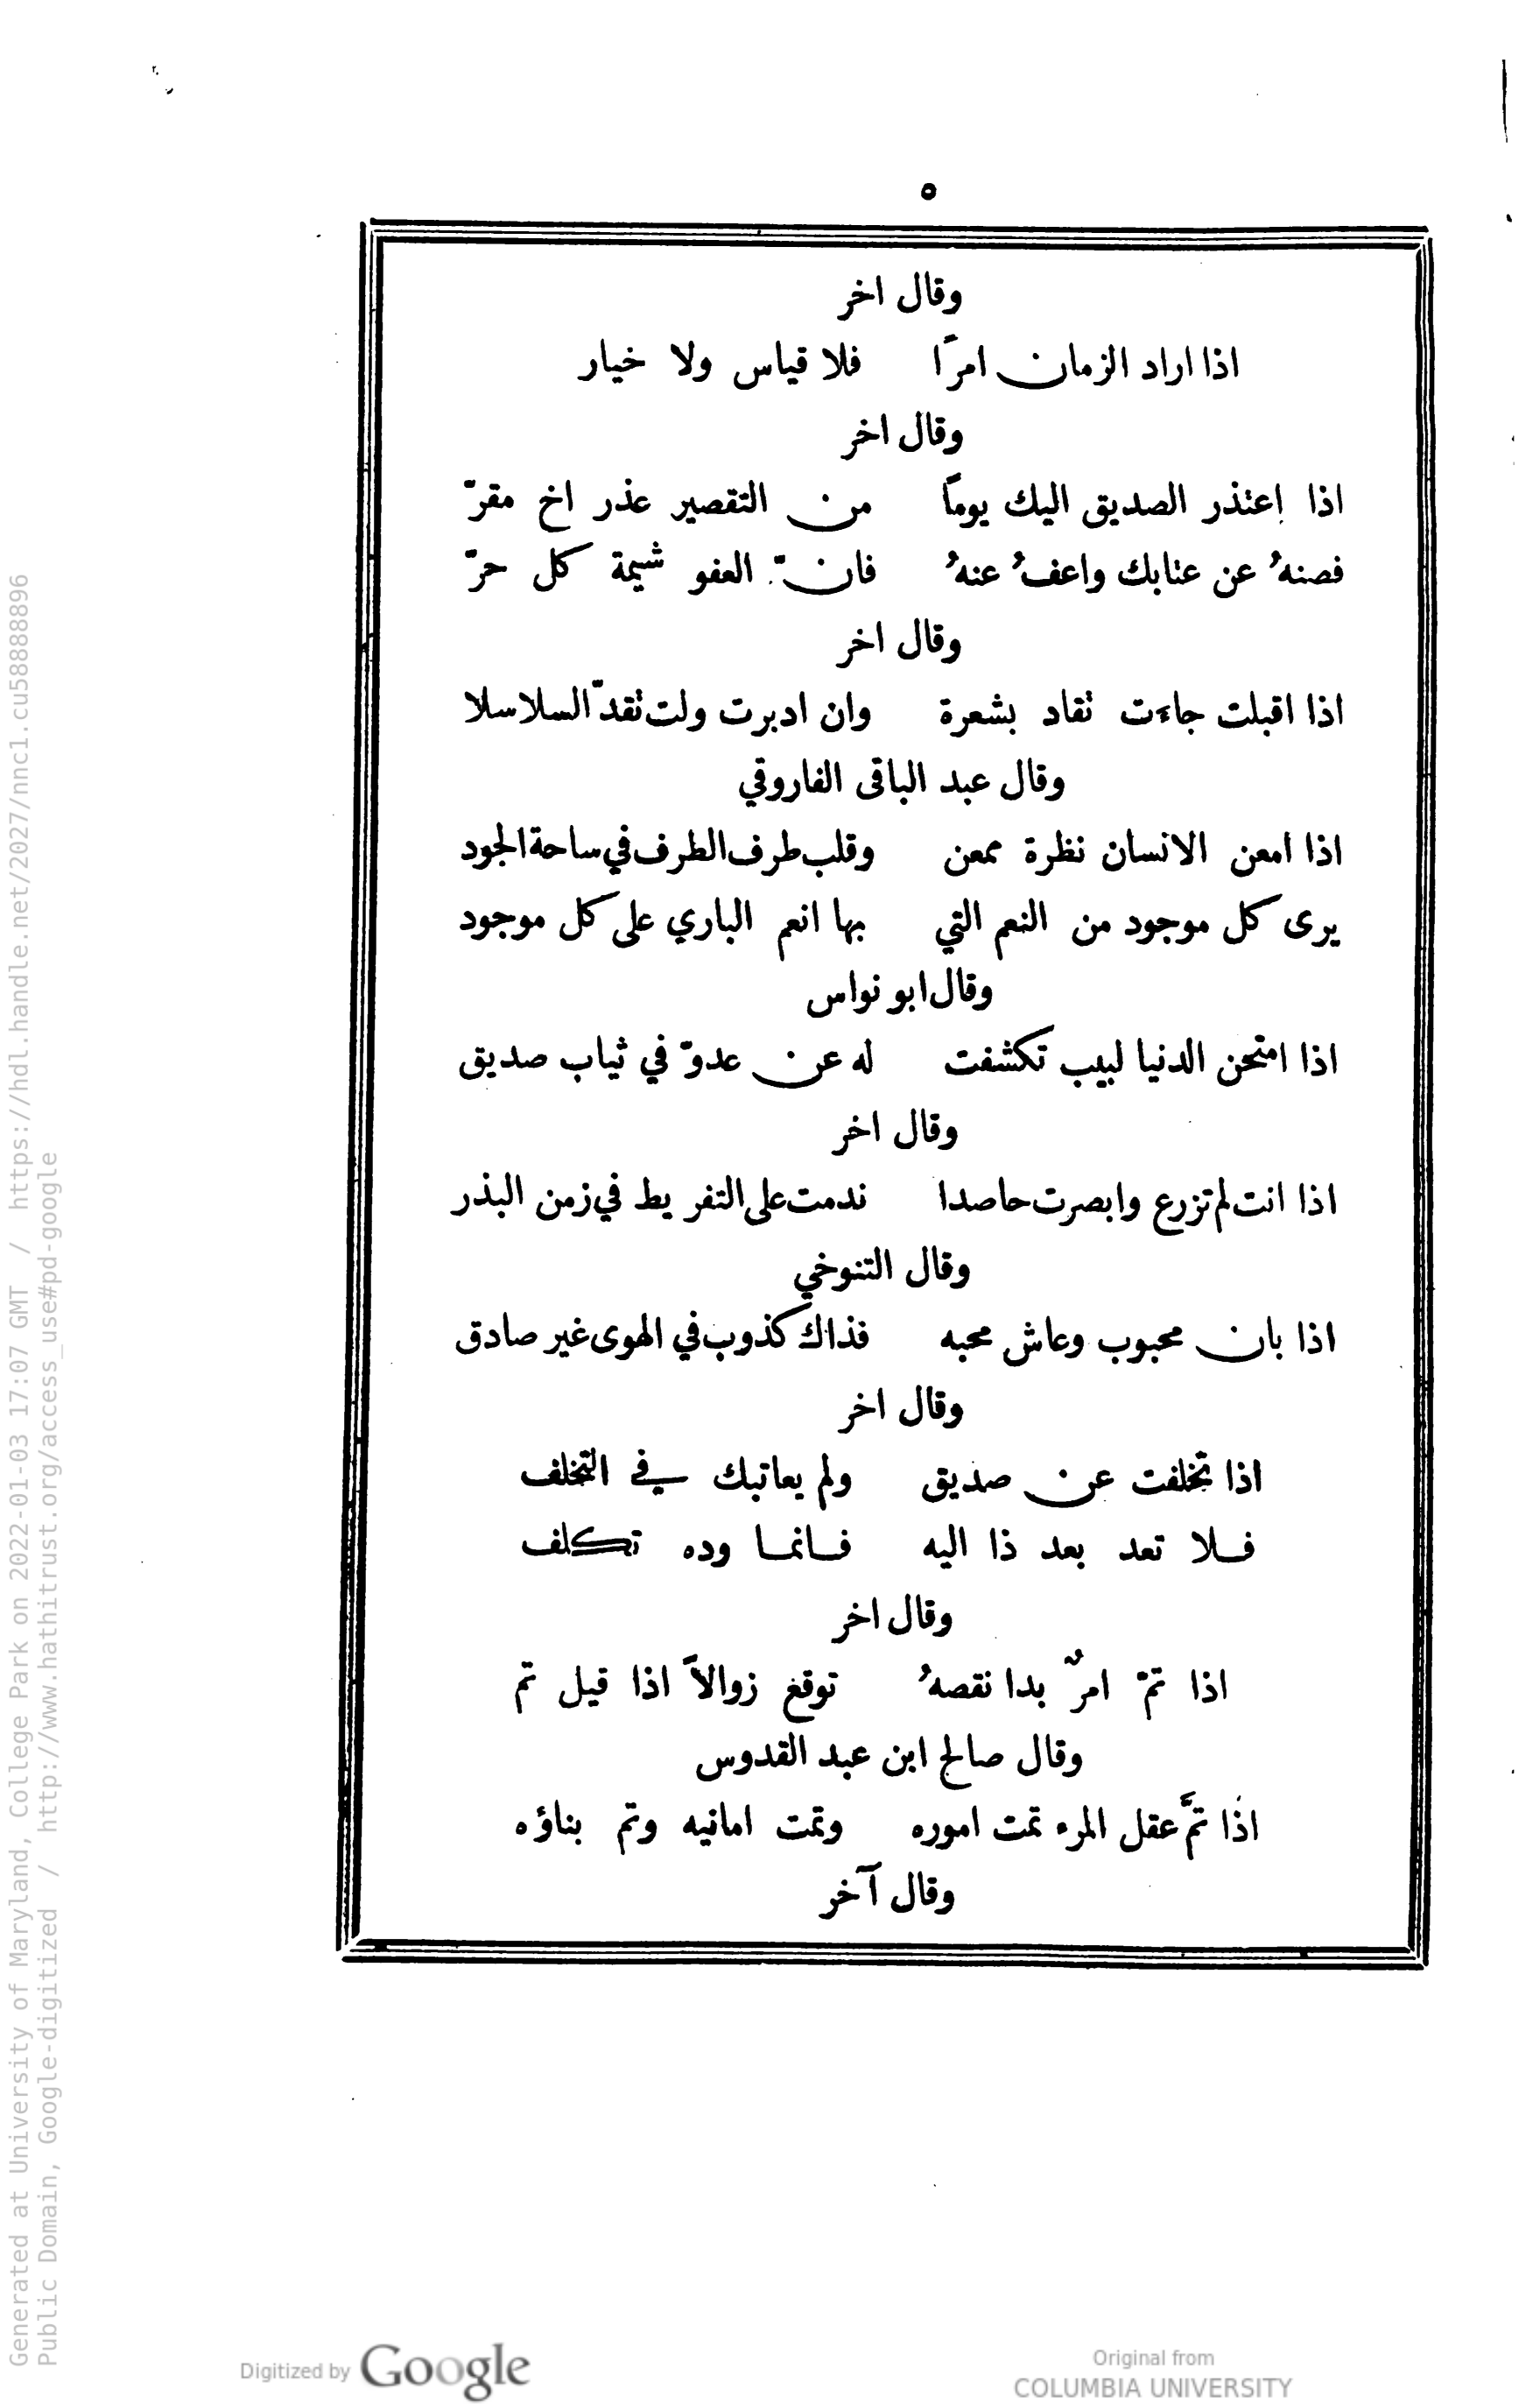 ٥
وقال اخر
اذا اراد الزمان امرًا فلا قياس ولا خيار
وقال اخر
اذا إعتذر الصديق اليك يومًا من التقصير عذر اخ مقرّ
فصنهُ عن عتابك واعفُ عنهُ فانّ العفو شيمة كل حرّ
وقال اخر
اذا اقبلت جاءت تقاد بشعرة وان ادبرت ولت تقدّ السلاسلا
وقال عبد الباقى الفاروقي
اذا امعن الانسان نظرة ممعن وقلب طرف الطرف في ساحة الجود
يرى كل موجود من النعم التي بها انعم الباري على كل موجود
وقال ابو نواس
اذا امتحن الدنيا لبيب تكشفت له عن عدوّ في ثياب صديق
وقال اخر
اذا انت لم تزرع وابصرت حاصدا ندمت على التفريط في زمن البذر
وقال التنوخي
اذا بان محبوب وعاش محبه فذاك كذوب في الهوى غير صادق
وقال اخر
اذا تخلفت عن صديق ولم يعاتبك في التخلف
فلا تعد بعد ذا اليه فانما وده تكلف
وقال اخر
اذا تمّ امرٌ بدا نقصهُ توقع زوالاً اذا قيل تم
وقال صالح ابن عبد القدوس
اذا تمَّ عقل المرء تمت اموره وتمت امانيه وتم بناؤه
وقال آخر
Generated at University of Maryland, College Park on 2022-01-03 17:07 GMT / https://hdl.handle.net/2027/nnc1.cu58888896
Public Domain, Google-digitized / http://www.hathitrust.org/access_use#pd-google
Digitized by Google
Original from
COLUMBIA UNIVERSITY